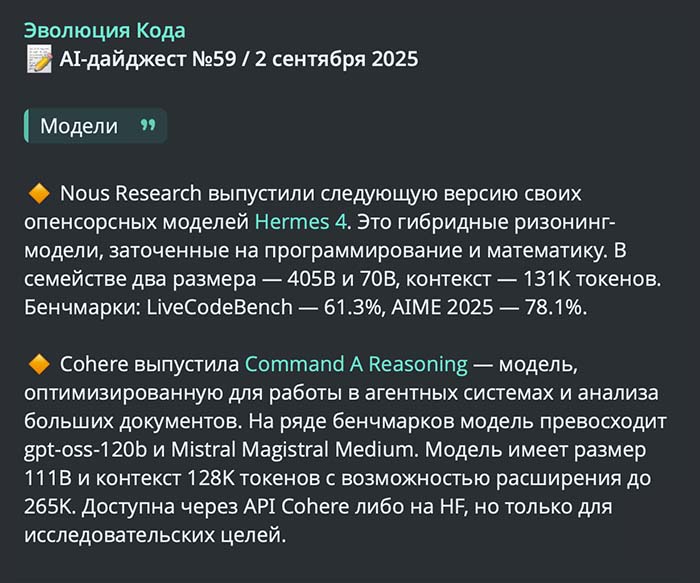 Эволюция Кода
AI-дайджест №59 / 2 сентября 2025
Модели
Nous Research выпустили следующую версию своих
опенсорсных моделей Hermes 4. Это гибридные ризонинг-
модели, заточенные на программирование и математику. В
семействе два размера — 405B и 70B, контекст — 131K токенов.
Бенчмарки: LiveCodeBench — 61.3%, AIME 2025 — 78.1%.
Cohere выпустила Command A Reasoning — модель,
оптимизированную для работы в агентных системах и анализа
больших документов. На ряде бенчмарков модель превосходит
gpt-oss-120b и Mistral Magistral Medium. Модель имеет размер
111B и контекст 128K токенов с возможностью расширения до
265K. Доступна через API Cohere либо на HF, но только для
исследовательских целей.